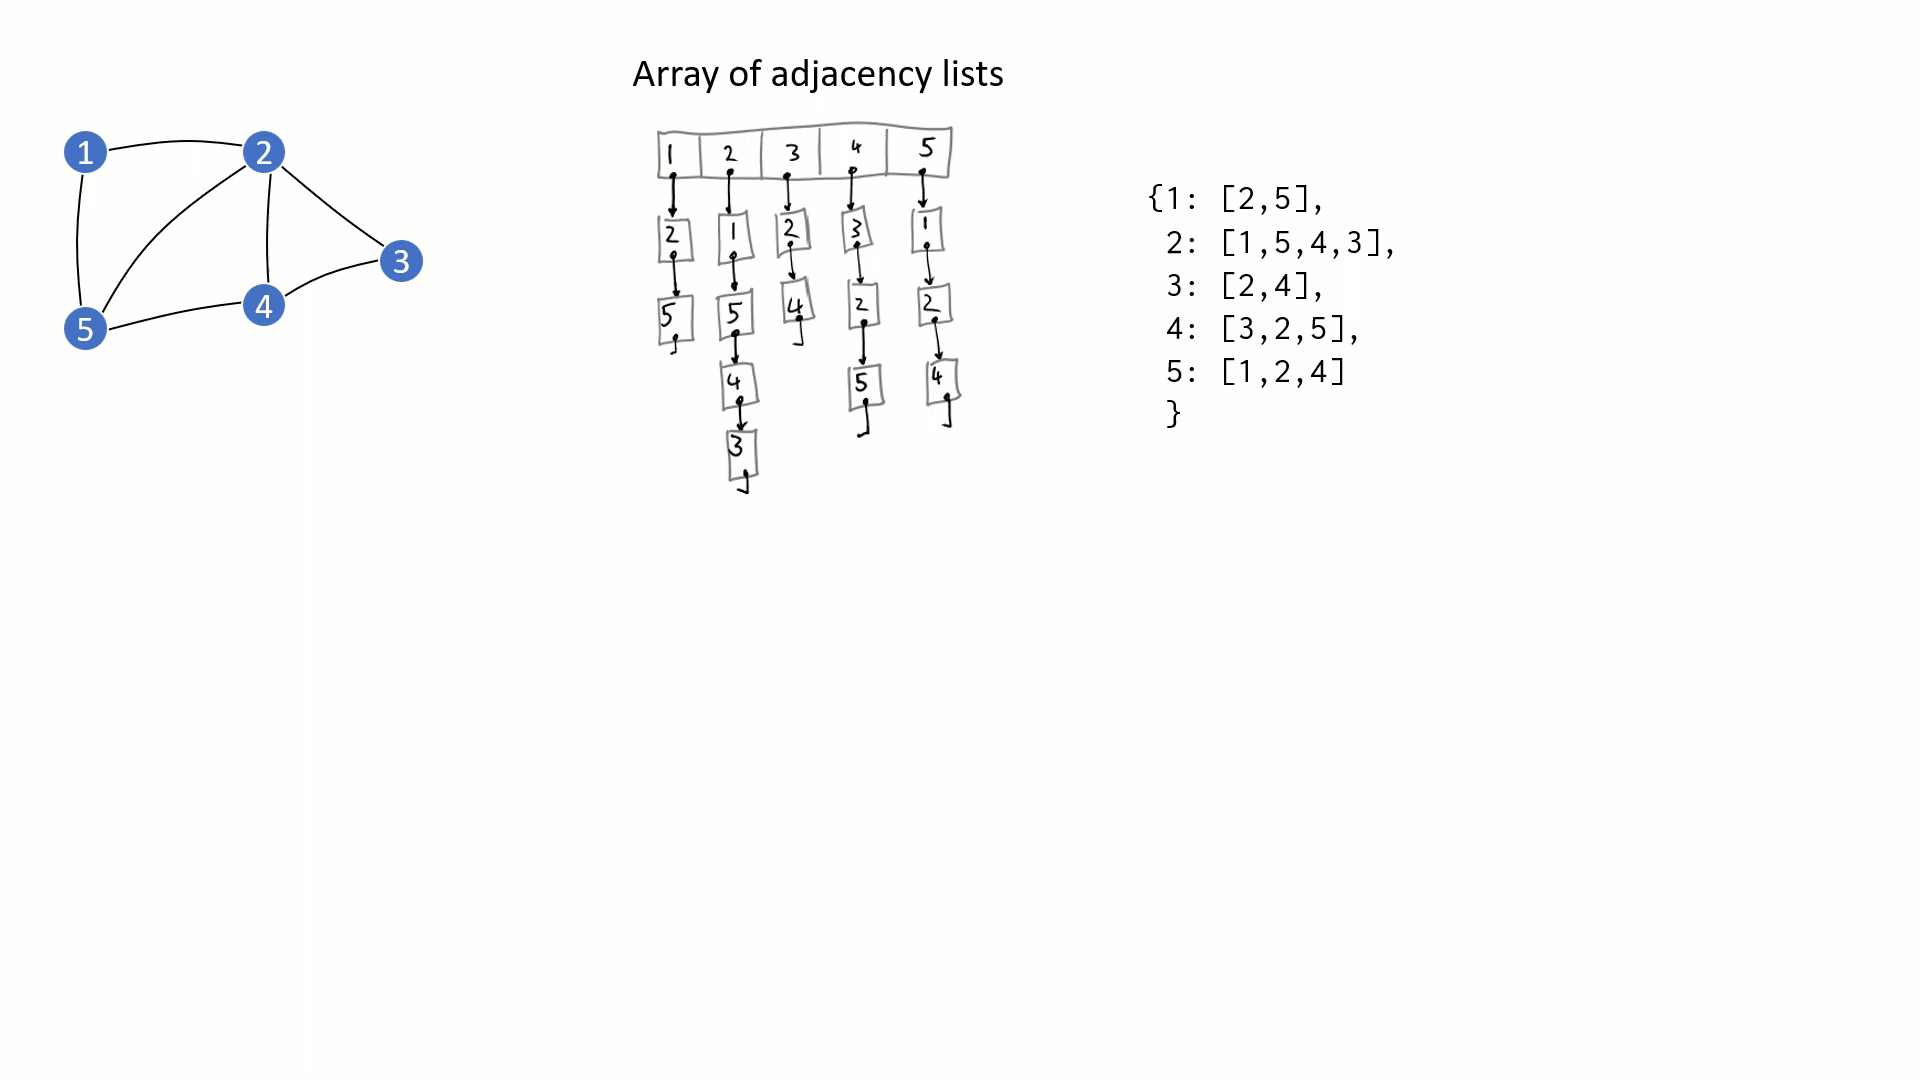 Array of adjacency lists
1 2
3
5 4
1 2 3 4 5
2 1 2 3 1
5 5 4 2 2
4 5 4
3
{1: [2,5],
2: [1,5,4,3],
3: [2,4],
4: [3,2,5],
5: [1,2,4]
}